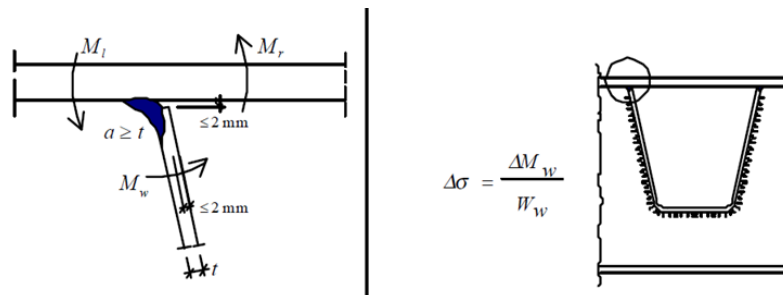 M_l
M_r
≤2 mm
a ≥ t
M_w
≤2 mm
t
Δσ = ΔM_w / W_w